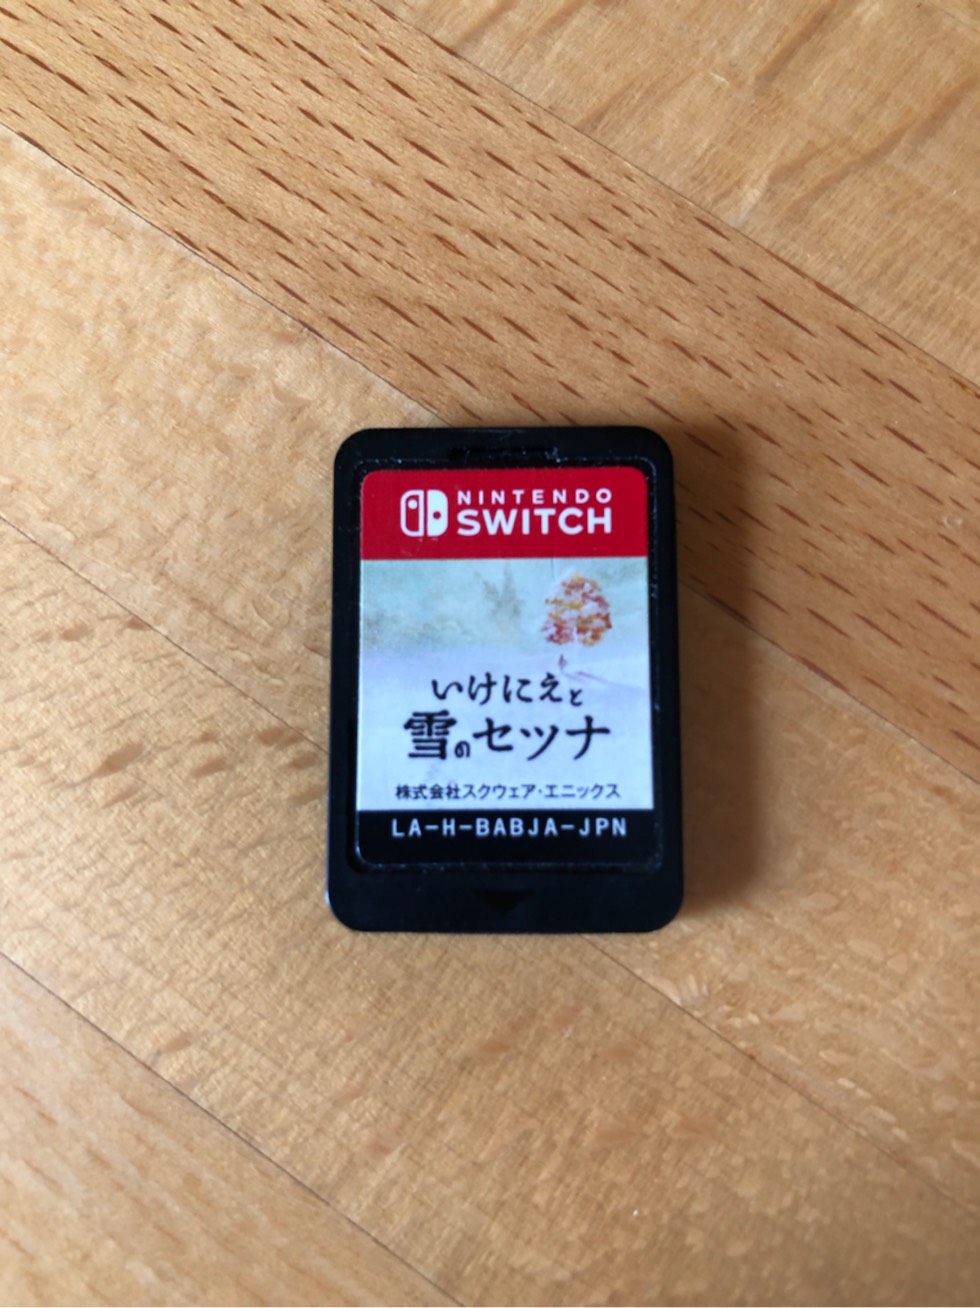 NINTENDO
SWITCH
いけにえと
雪のセツナ
株式会社スクウェア・エニックス
LA-H-BABJA-JPN